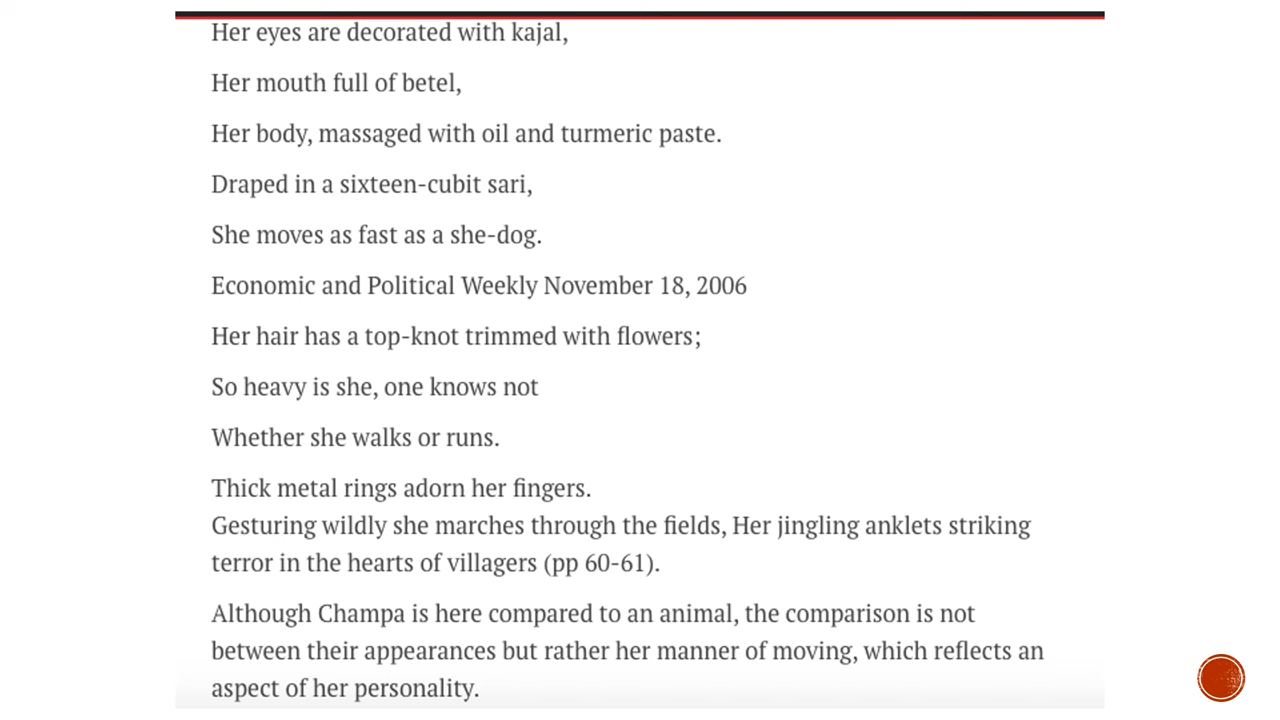 Her eyes are decorated with kajal,
Her mouth full of betel,
Her body, massaged with oil and turmeric paste.
Draped in a sixteen-cubit sari,
She moves as fast as a she-dog.
Economic and Political Weekly November 18, 2006
Her hair has a top-knot trimmed with flowers;
So heavy is she, one knows not
Whether she walks or runs.
Thick metal rings adorn her fingers.
Gesturing wildly she marches through the fields, Her jingling anklets striking
terror in the hearts of villagers (pp 60-61).
Although Champa is here compared to an animal, the comparison is not
between their appearances but rather her manner of moving, which reflects an
aspect of her personality.